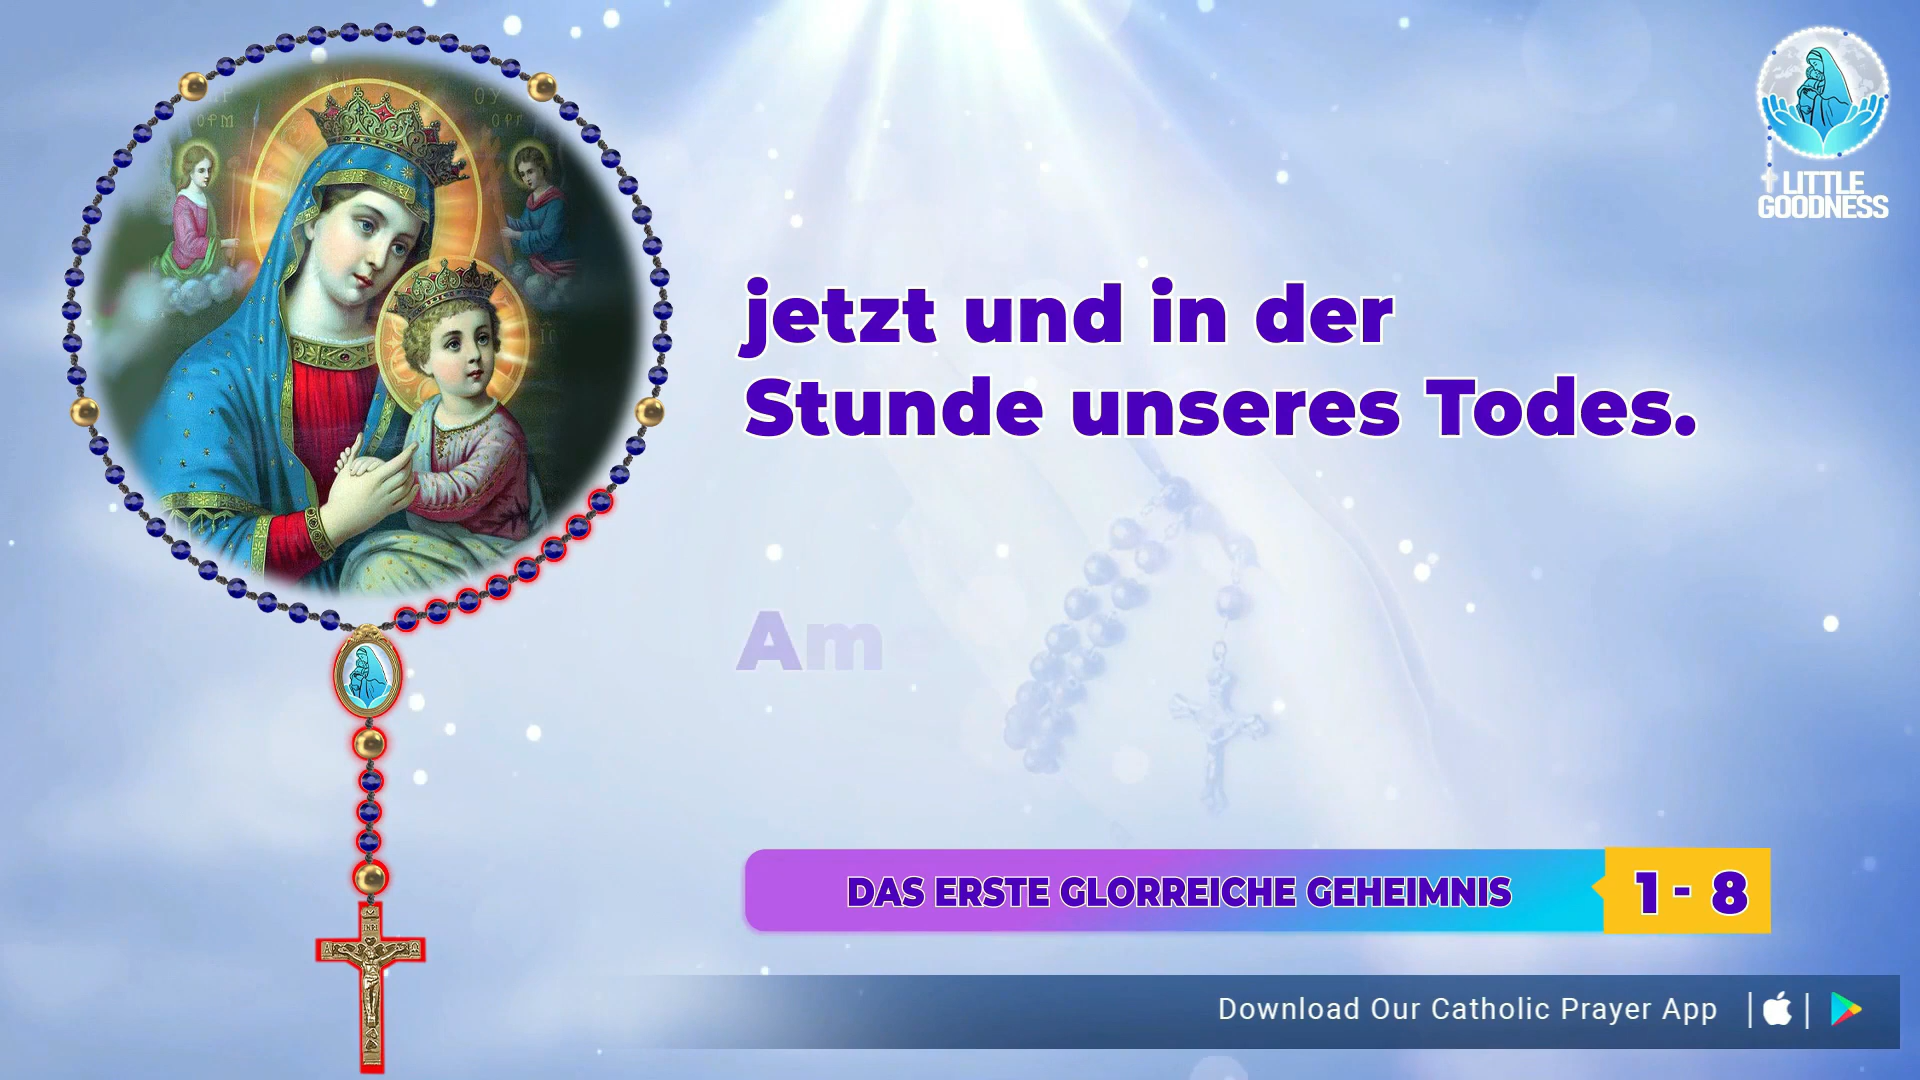 LITTLE
GOODNESS
jetzt und in der
Stunde unseres Todes.
Am
DAS ERSTE GLORREICHE GEHEIMNIS
1 - 8
INRI
Download Our Catholic Prayer App